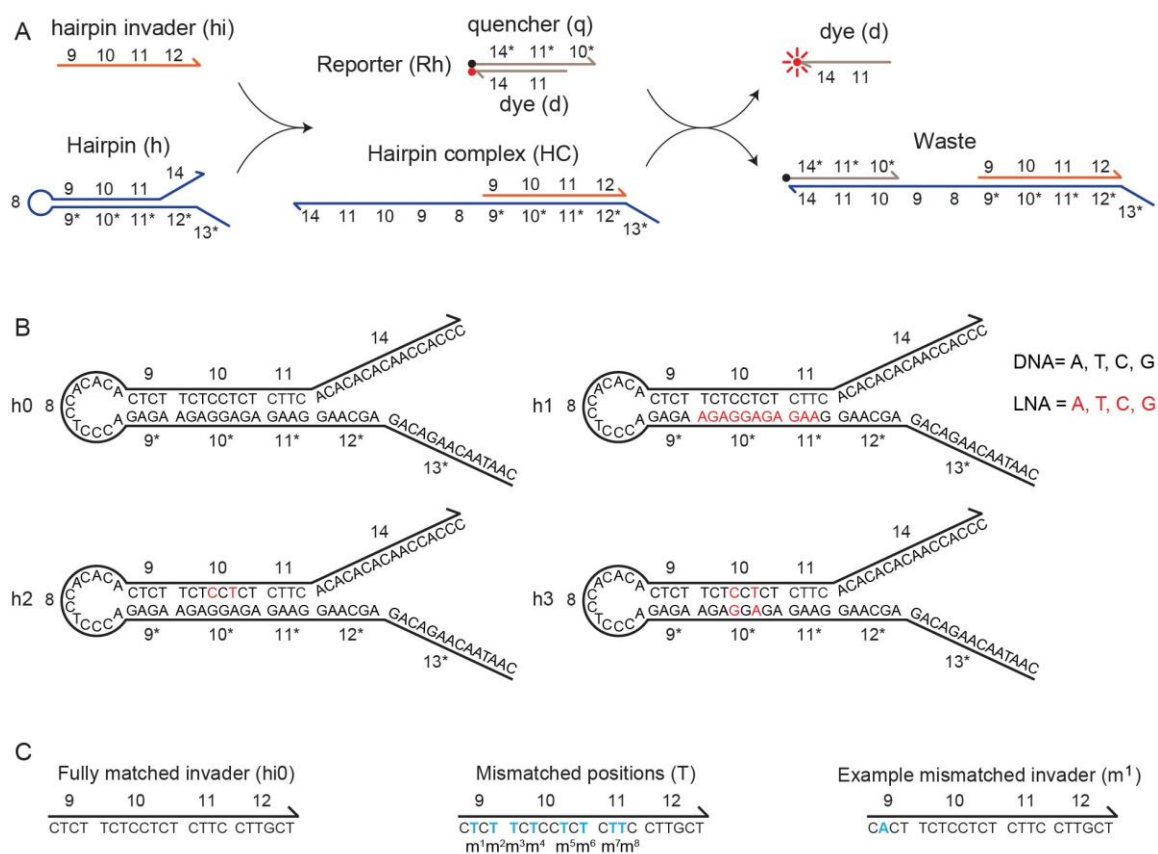 A
hairpin invader (hi)
9 10 11 12
Hairpin (h)
14
8
9 10 11
9* 10* 11* 12*
13*
quencher (q)
14* 11* 10*
Reporter (Rh)
14 11
dye (d)
Hairpin complex (HC)
9 10 11 12
14 11 10 9 8 9* 10* 11* 12*
13*
dye (d)
14 11
Waste
14* 11* 10* 9 10 11 12
14 11 10 9 8 9* 10* 11* 12*
13*
B
h0
8
ACCCTCCACACA
9 10 11 14
CTCT TCTCCTCT CTTC ACACACACAACCACCC
GAGA AGAGGAGA GAAG GAACGA GACAGAACAATAAC
9* 10* 11* 12* 13*
h1
8
ACCCTCCACACA
9 10 11 14
CTCT TCTCCTCT CTTC ACACACACAACCACCC
GAGA AGAGGAGA GAAG GAACGA GACAGAACAATAAC
9* 10* 11* 12* 13*
DNA= A, T, C, G
LNA = A, T, C, G
h2
8
ACCCTCCACACA
9 10 11 14
CTCT TCTCCTCT CTTC ACACACACAACCACCC
GAGA AGAGGAGA GAAG GAACGA GACAGAACAATAAC
9* 10* 11* 12* 13*
h3
8
ACCCTCCACACA
9 10 11 14
CTCT TCTCCTCT CTTC ACACACACAACCACCC
GAGA AGAGGAGA GAAG GAACGA GACAGAACAATAAC
9* 10* 11* 12* 13*
C
Fully matched invader (hi0)
9 10 11 12
CTCT TCTCCTCT CTTC CTTGCT
Mismatched positions (T)
9 10 11 12
CTCT TCTCCTCT CTTC CTTGCT
m¹m²m³m⁴ m⁵m⁶ m⁷m⁸
Example mismatched invader (m¹)
9 10 11 12
CACT TCTCCTCT CTTC CTTGCT